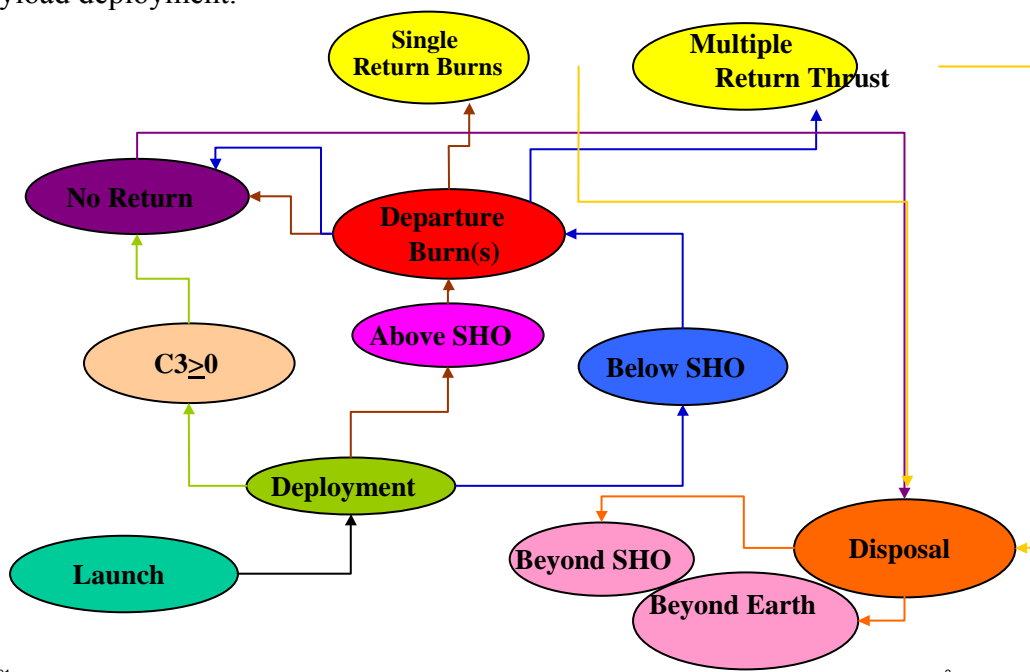 yload deployment.
Single
Return Burns
Multiple
Return Thrust
No Return
Departure
Burn(s)
Above SHO
C3≥0
Below SHO
Deployment
Beyond SHO
Disposal
Launch
Beyond Earth